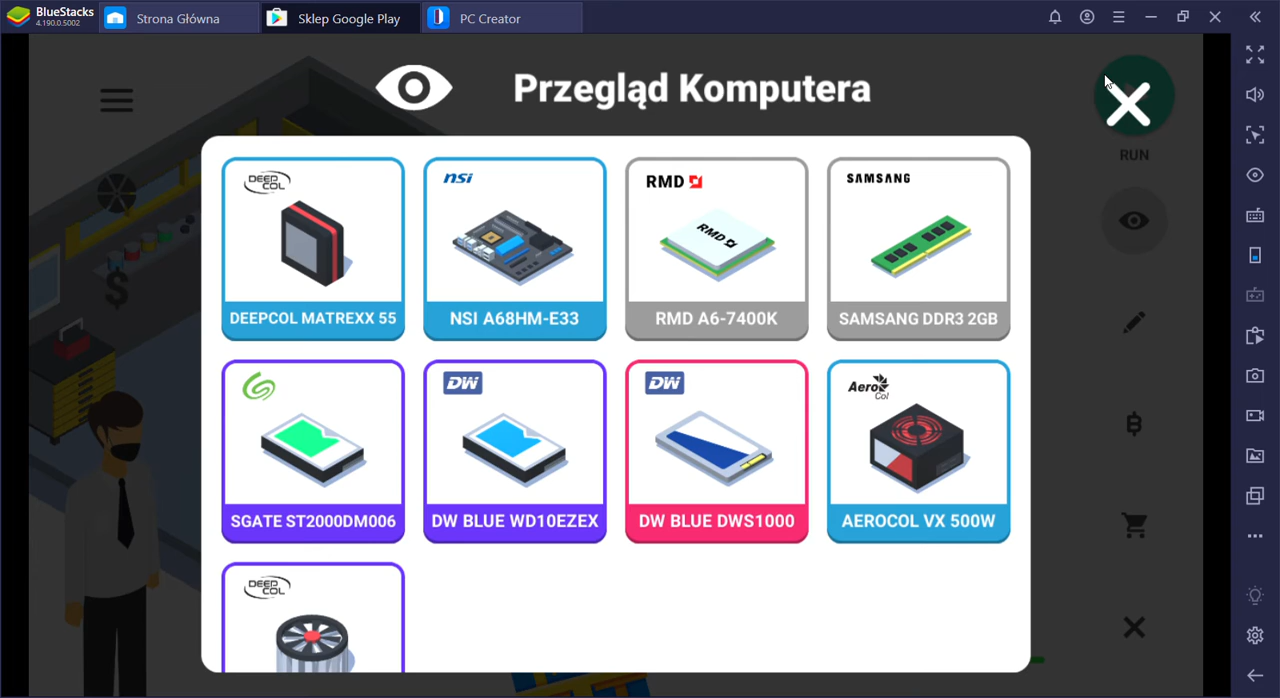 BlueStacks
4.190.0.5002
Strona Główna
Sklep Google Play
PC Creator
Przegląd Komputera
RUN
DEEP COL
DEEPCOL MATREXX 55
nsi
NSI A68HM-E33
RMD
RMD
RMD A6-7400K
SAMSANG
SAMSANG DDR3 2GB
SGATE ST2000DM006
DW
DW BLUE WD10EZEX
DW
DW BLUE DWS1000
Aero Col
AEROCOL VX 500W
DEEP COL